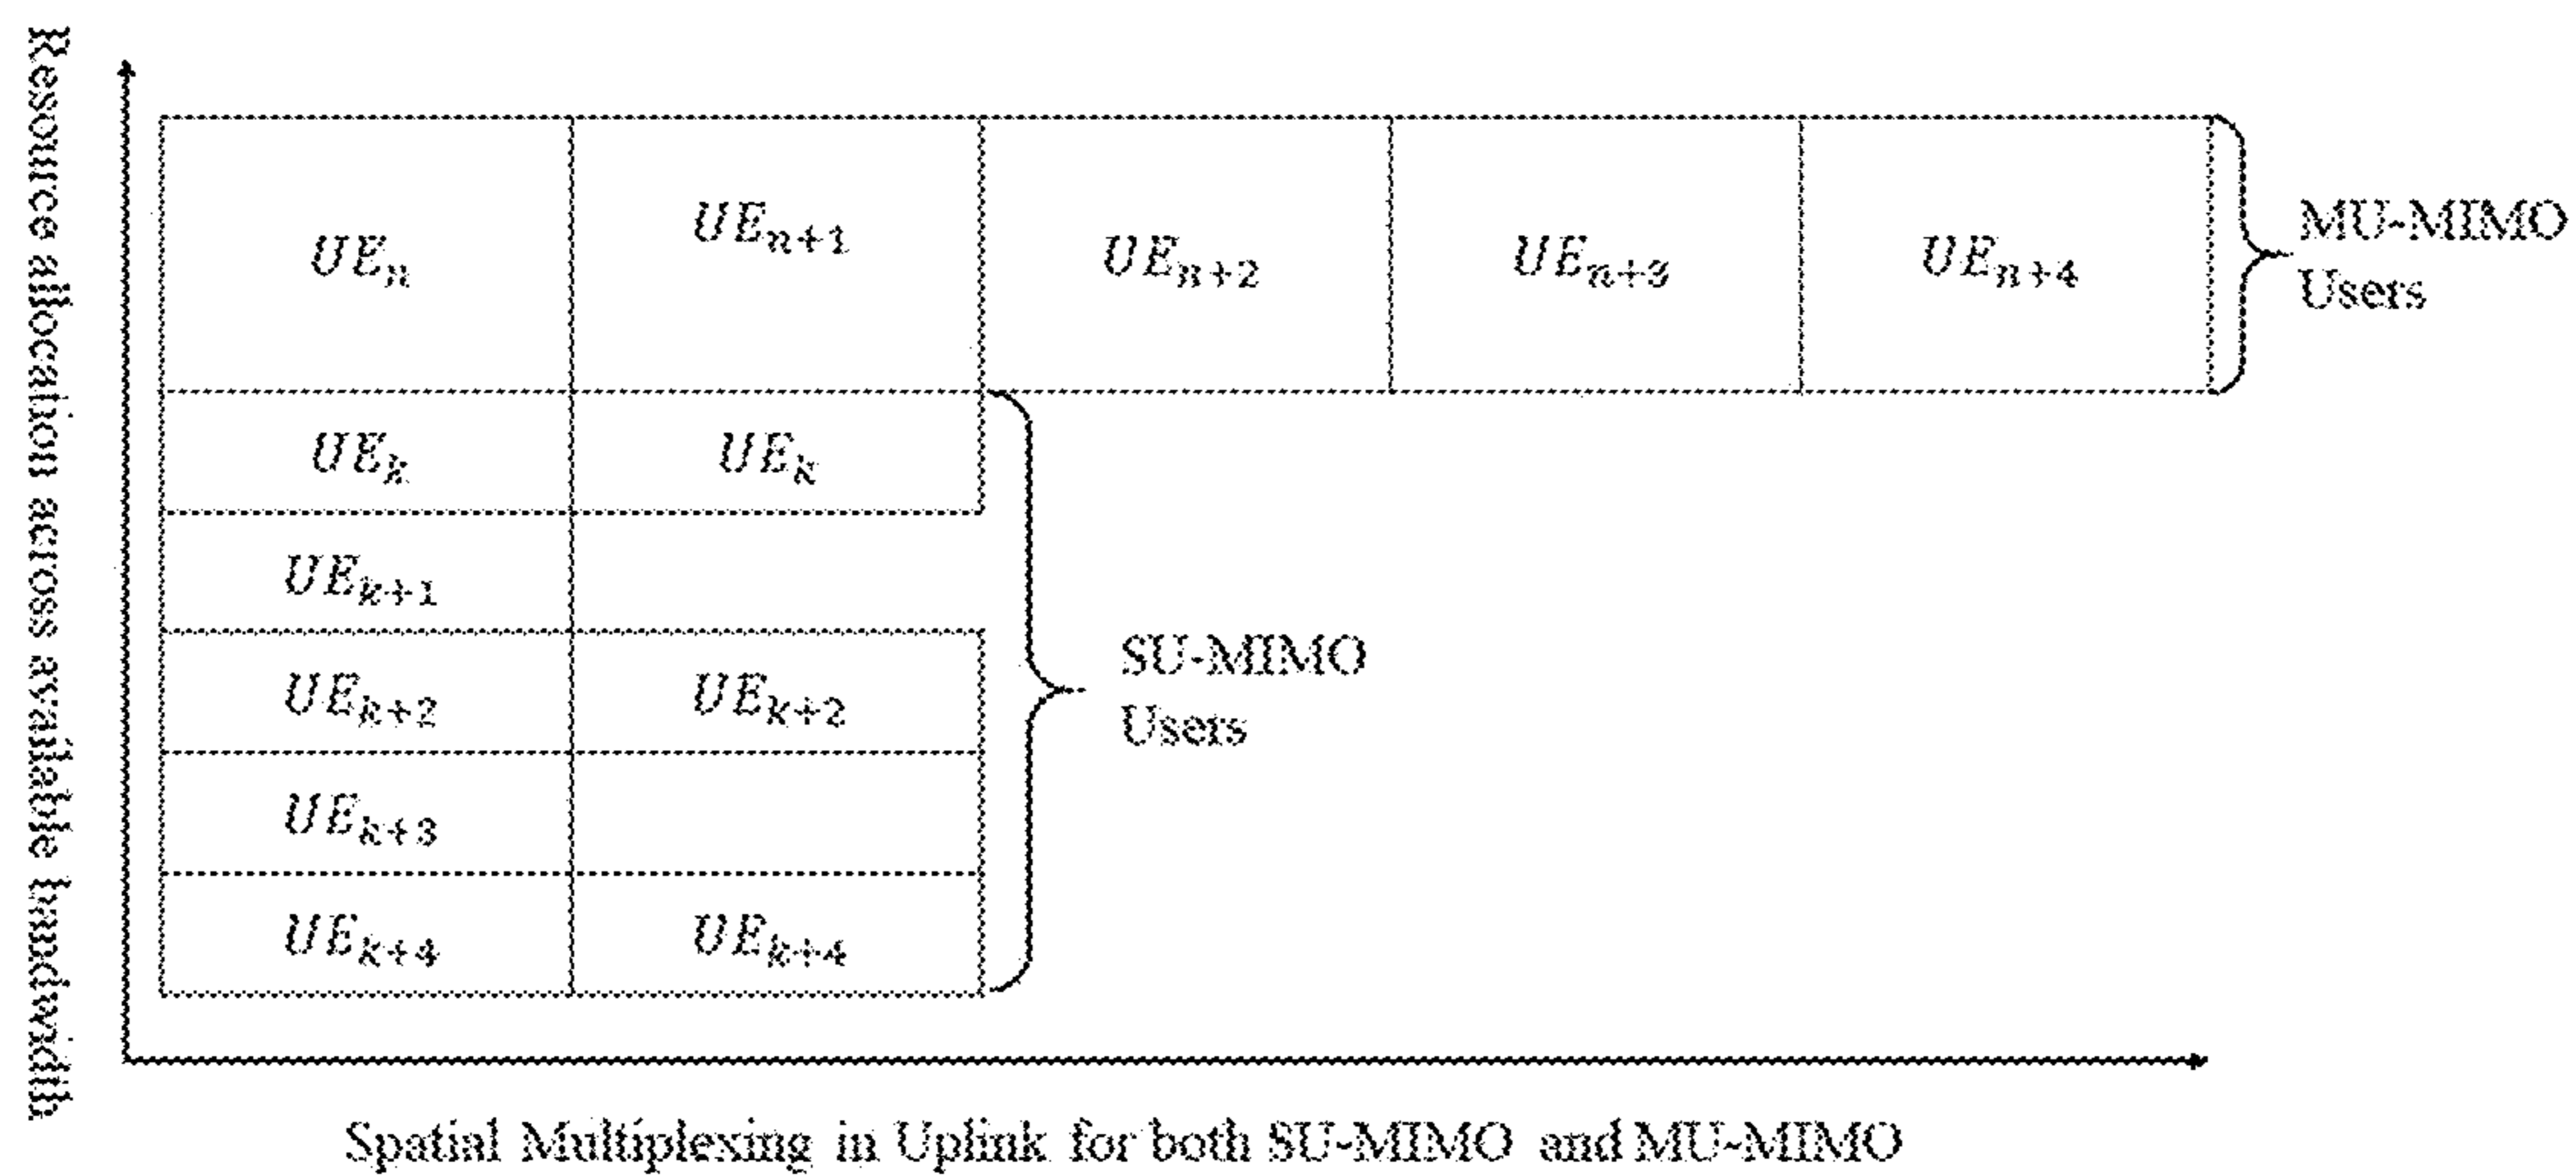 Resource allocation across available bandwidth
UEₙ UEₙ₊₁ UEₙ₊₂ UEₙ₊₃ UEₙ₊₄
MU-MIMO
Users
UEₖ UEₖ
UEₖ₊₁
UEₖ₊₂ UEₖ₊₂
UEₖ₊₃
UEₖ₊₄ UEₖ₊₄
SU-MIMO
Users
Spatial Multiplexing in Uplink for both SU-MIMO and MU-MIMO